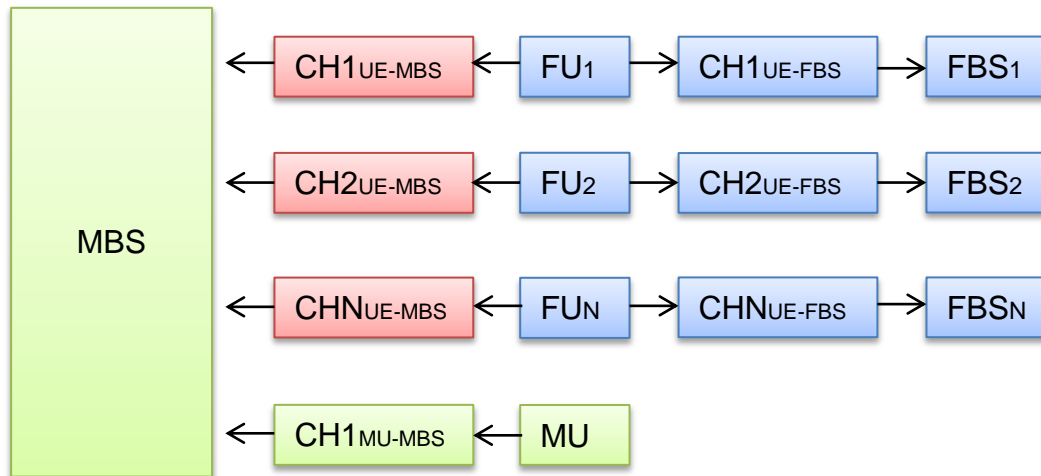 CH1UE-MBS FU1 CH1UE-FBS FBS1
CH2UE-MBS FU2 CH2UE-FBS FBS2
MBS
CHNUE-MBS FUN CHNUE-FBS FBSN
CH1MU-MBS MU